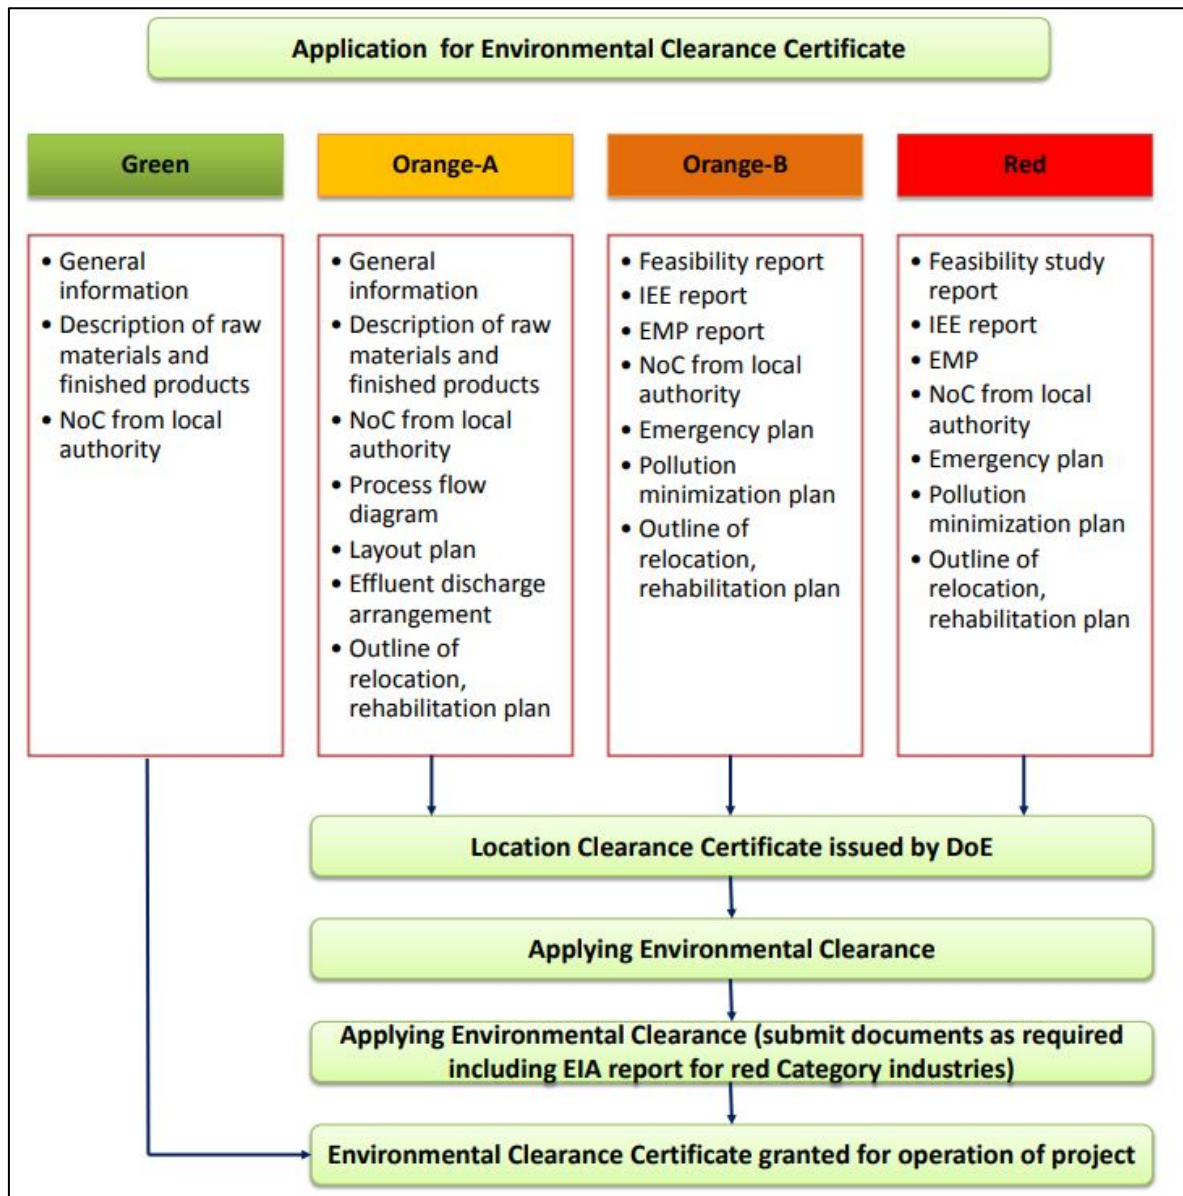 Application for Environmental Clearance Certificate
Green
Orange-A
Orange-B
Red
• General
information
• Description of raw
materials and
finished products
• NoC from local
authority
• General
information
• Description of raw
materials and
finished products
• NoC from local
authority
• Process flow
diagram
• Layout plan
• Effluent discharge
arrangement
• Outline of
relocation,
rehabilitation plan
• Feasibility report
• IEE report
• EMP report
• NoC from local
authority
• Emergency plan
• Pollution
minimization plan
• Outline of
relocation,
rehabilitation plan
• Feasibility study
report
• IEE report
• EMP
• NoC from local
authority
• Emergency plan
• Pollution
minimization plan
• Outline of
relocation,
rehabilitation plan
Location Clearance Certificate issued by DoE
Applying Environmental Clearance
Applying Environmental Clearance (submit documents as required
including EIA report for red Category industries)
Environmental Clearance Certificate granted for operation of project